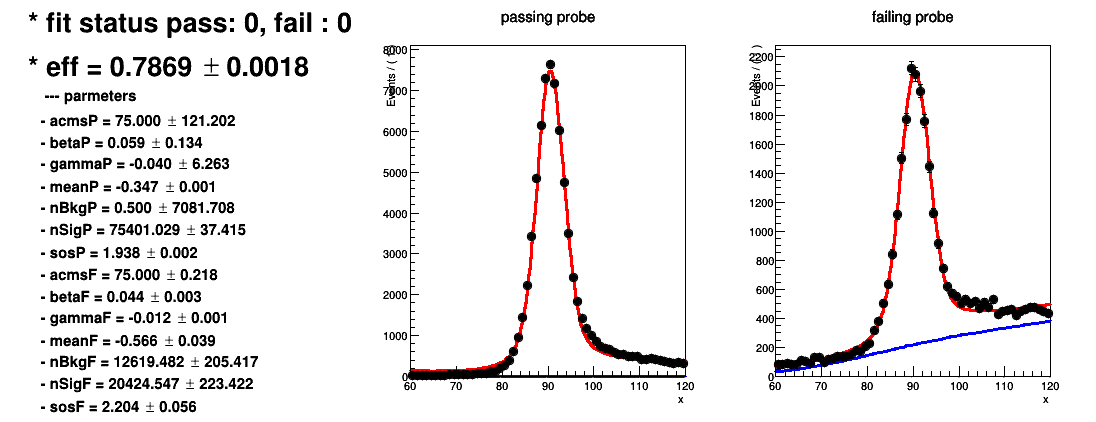 * fit status pass: 0, fail : 0
* eff = 0.7869 ± 0.0018
--- parmeters
- acmsP = 75.000 ± 121.202
- betaP = 0.059 ± 0.134
- gammaP = -0.040 ± 6.263
- meanP = -0.347 ± 0.001
- nBkgP = 0.500 ± 7081.708
- nSigP = 75401.029 ± 37.415
- sosP = 1.938 ± 0.002
- acmsF = 75.000 ± 0.218
- betaF = 0.044 ± 0.003
- gammaF = -0.012 ± 0.001
- meanF = -0.566 ± 0.039
- nBkgF = 12619.482 ± 205.417
- nSigF = 20424.547 ± 223.422
- sosF = 2.204 ± 0.056
passing probe
Events / (
8000
7000
6000
5000
4000
3000
2000
1000
0
60 70 80 90 100 110 120
x
failing probe
Events / (
2200
2000
1800
1600
1400
1200
1000
800
600
400
200
0
60 70 80 90 100 110 120
x